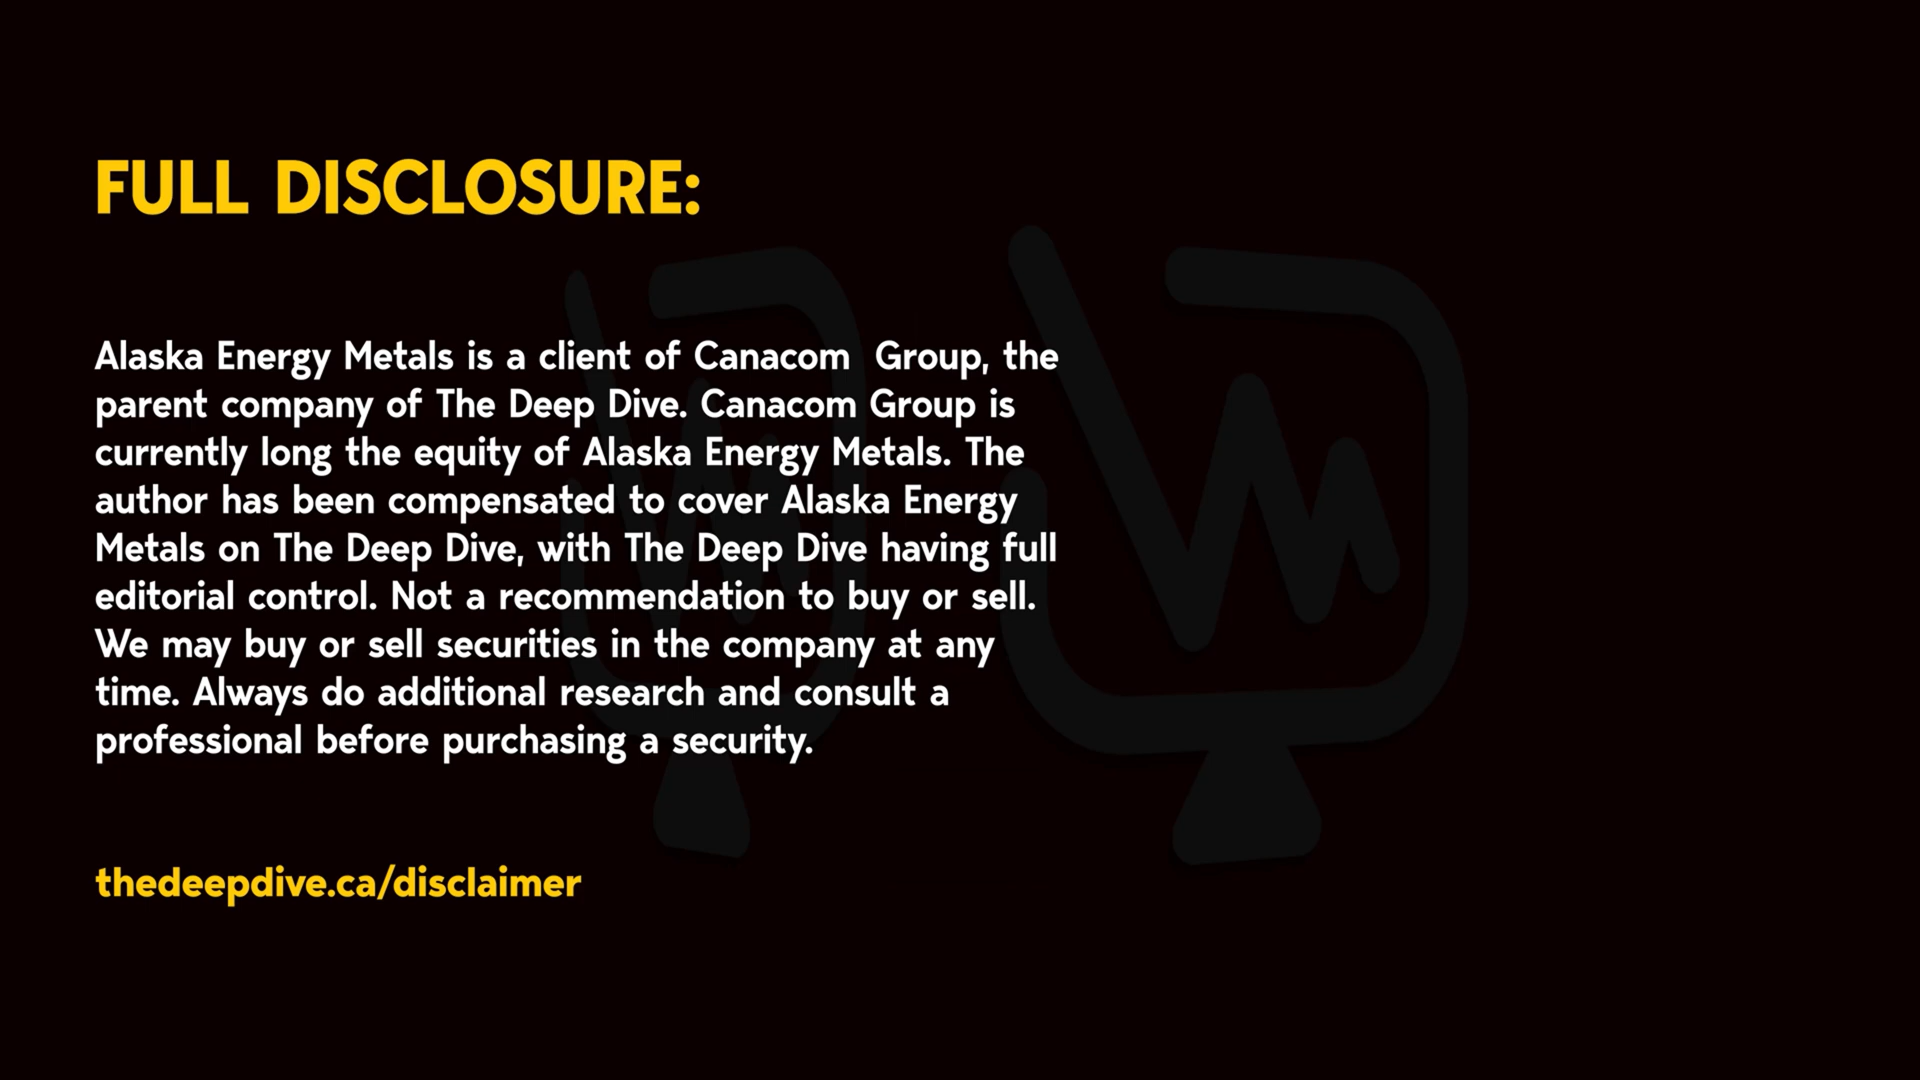 FULL DISCLOSURE:
Alaska Energy Metals is a client of Canacom  Group, the
parent company of The Deep Dive. Canacom Group is
currently long the equity of Alaska Energy Metals. The
author has been compensated to cover Alaska Energy
Metals on The Deep Dive, with The Deep Dive having full
editorial control. Not a recommendation to buy or sell.
We may buy or sell securities in the company at any
time. Always do additional research and consult a
professional before purchasing a security.
thedeepdive.ca/disclaimer